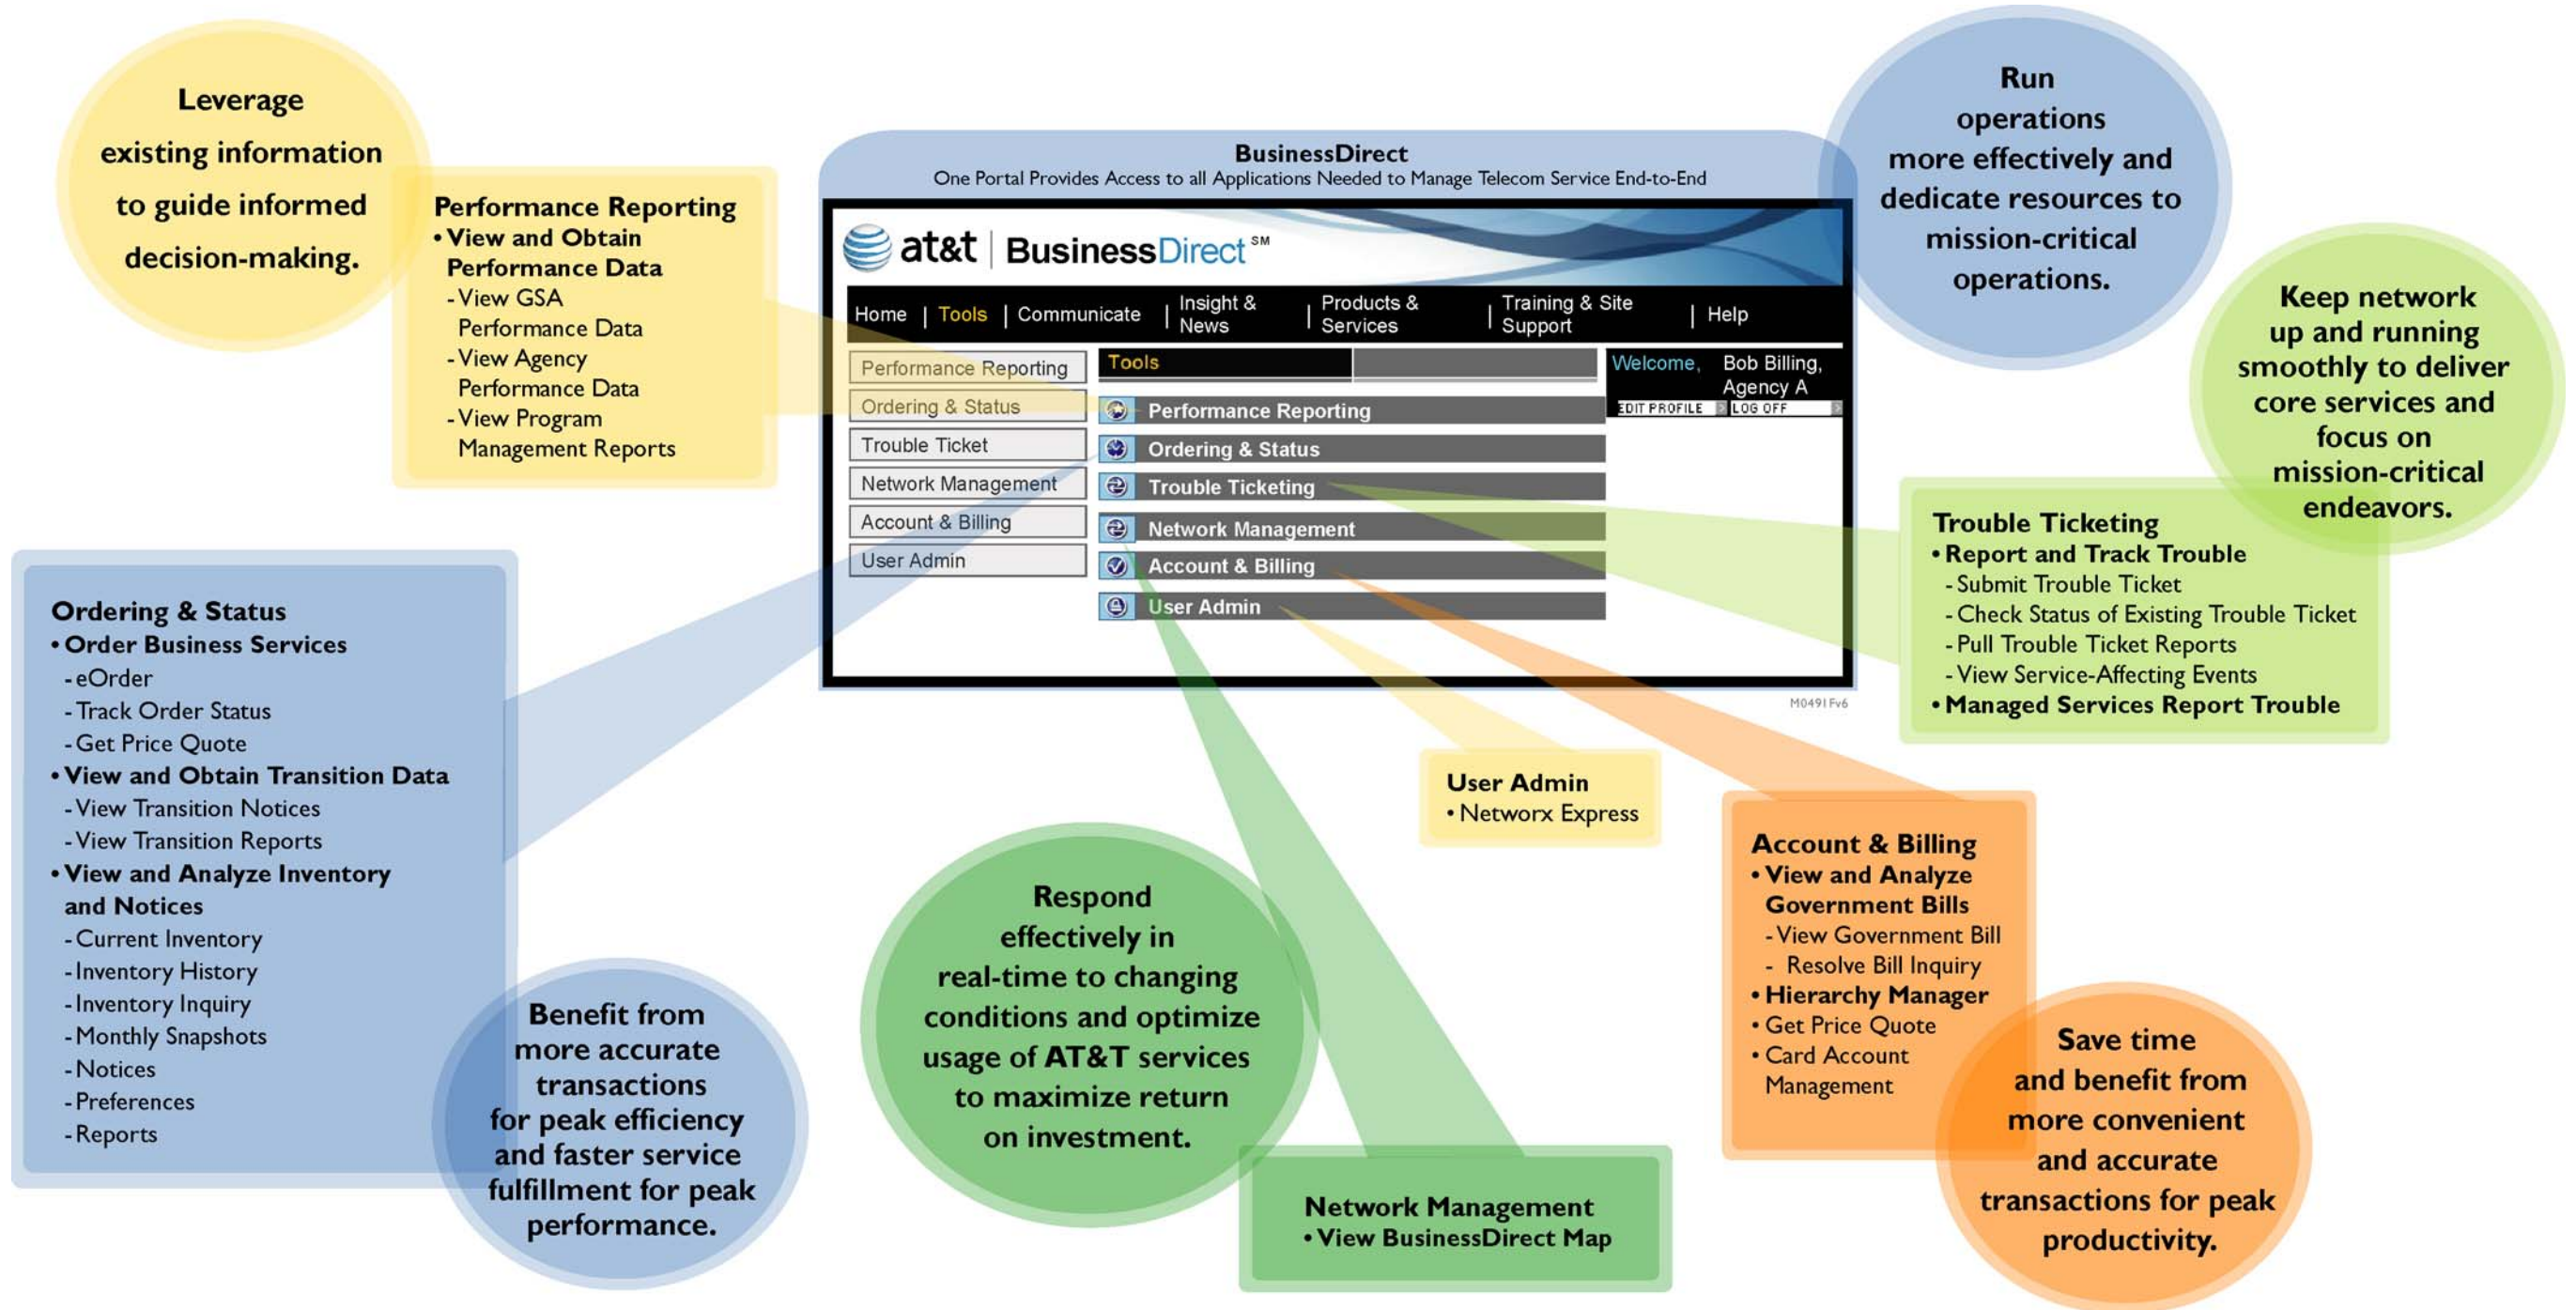 Leverage
existing information
to guide informed
decision-making.
Performance Reporting
• View and Obtain
Performance Data
- View GSA
Performance Data
- View Agency
Performance Data
- View Program
Management Reports
BusinessDirect
One Portal Provides Access to all Applications Needed to Manage Telecom Service End-to-End
at&t | BusinessDirect℠
Home | Tools | Communicate | Insight & News | Products & Services | Training & Site Support | Help
Performance Reporting
Ordering & Status
Trouble Ticket
Network Management
Account & Billing
User Admin
Tools
Performance Reporting
Ordering & Status
Trouble Ticketing
Network Management
Account & Billing
User Admin
Welcome, Bob Billing,
Agency A
EDIT PROFILE LOG OFF
M0491Fv6
Run
operations
more effectively and
dedicate resources to
mission-critical
operations.
Keep network
up and running
smoothly to deliver
core services and
focus on
mission-critical
endeavors.
Trouble Ticketing
• Report and Track Trouble
- Submit Trouble Ticket
- Check Status of Existing Trouble Ticket
- Pull Trouble Ticket Reports
- View Service-Affecting Events
• Managed Services Report Trouble
Ordering & Status
• Order Business Services
- eOrder
- Track Order Status
- Get Price Quote
• View and Obtain Transition Data
- View Transition Notices
- View Transition Reports
• View and Analyze Inventory
and Notices
- Current Inventory
- Inventory History
- Inventory Inquiry
- Monthly Snapshots
- Notices
- Preferences
- Reports
Benefit from
more accurate
transactions
for peak efficiency
and faster service
fulfillment for peak
performance.
Respond
effectively in
real-time to changing
conditions and optimize
usage of AT&T services
to maximize return
on investment.
Network Management
• View BusinessDirect Map
User Admin
• Networx Express
Account & Billing
• View and Analyze
Government Bills
- View Government Bill
- Resolve Bill Inquiry
• Hierarchy Manager
• Get Price Quote
• Card Account
Management
Save time
and benefit from
more convenient
and accurate
transactions for peak
productivity.